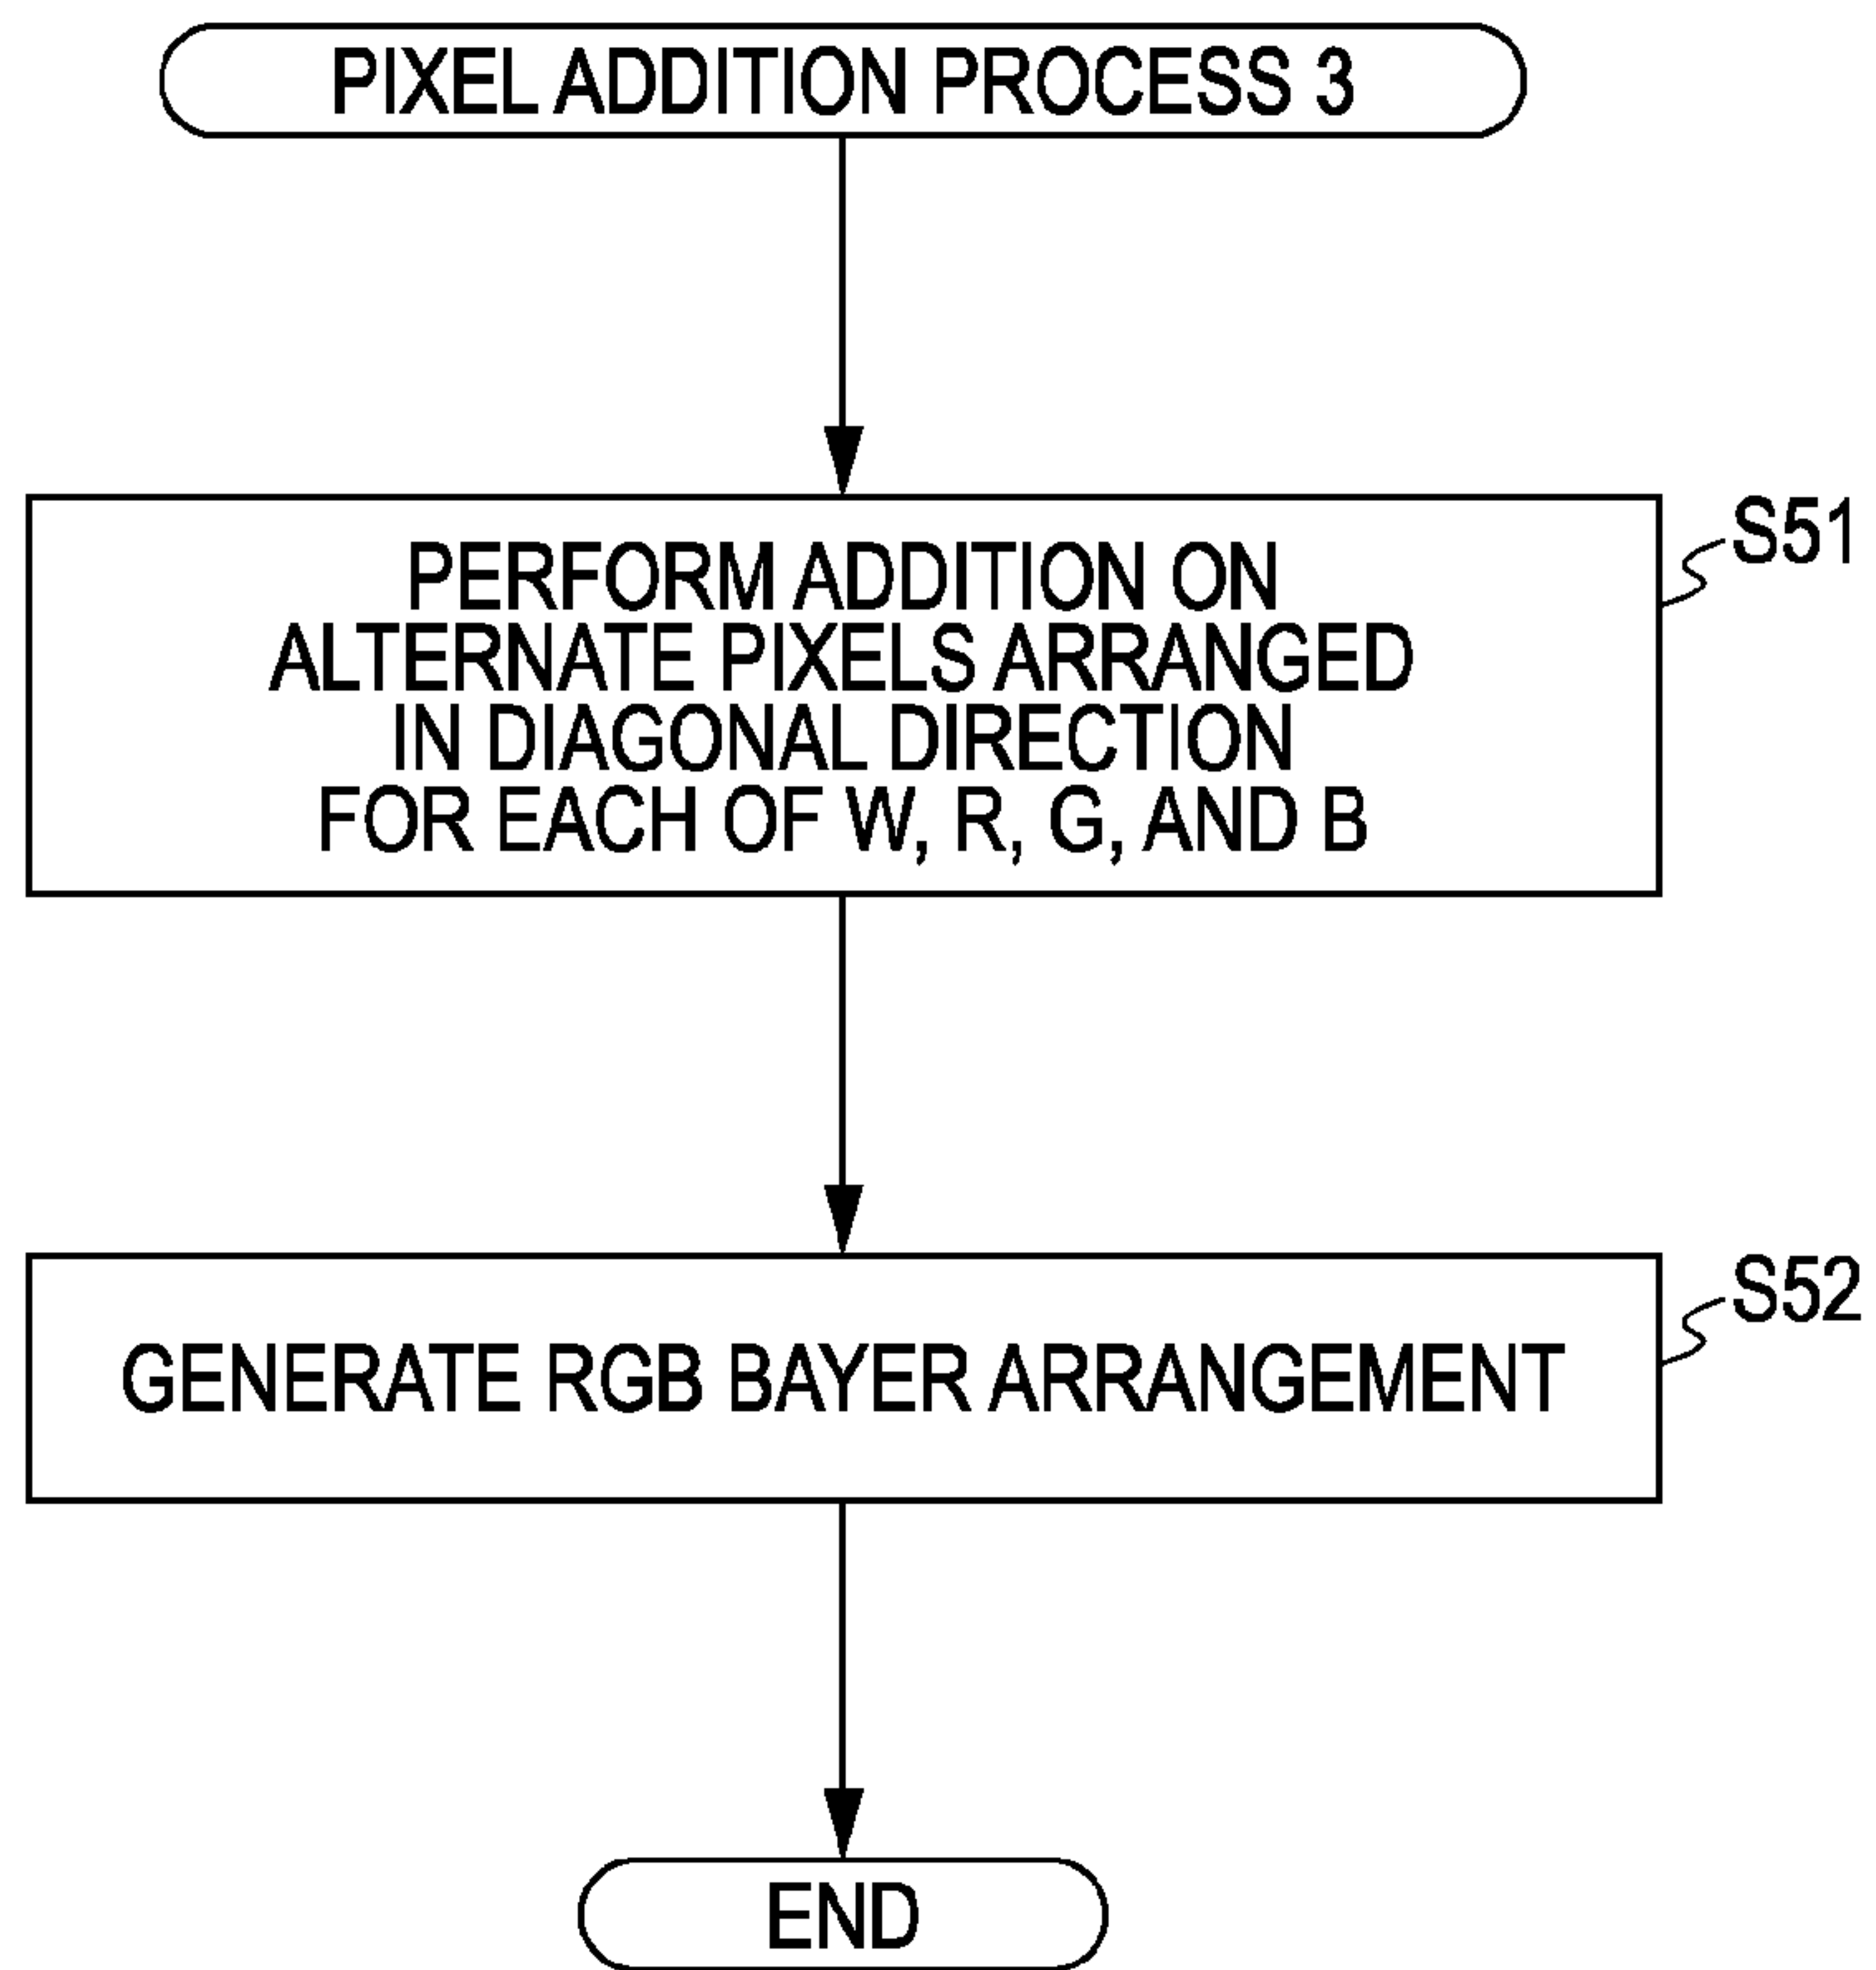 PIXEL ADDITION PROCESS 3
S51
PERFORM ADDITION ON
ALTERNATE PIXELS ARRANGED
IN DIAGONAL DIRECTION
FOR EACH OF W, R, G, AND B
S52
GENERATE RGB BAYER ARRANGEMENT
END